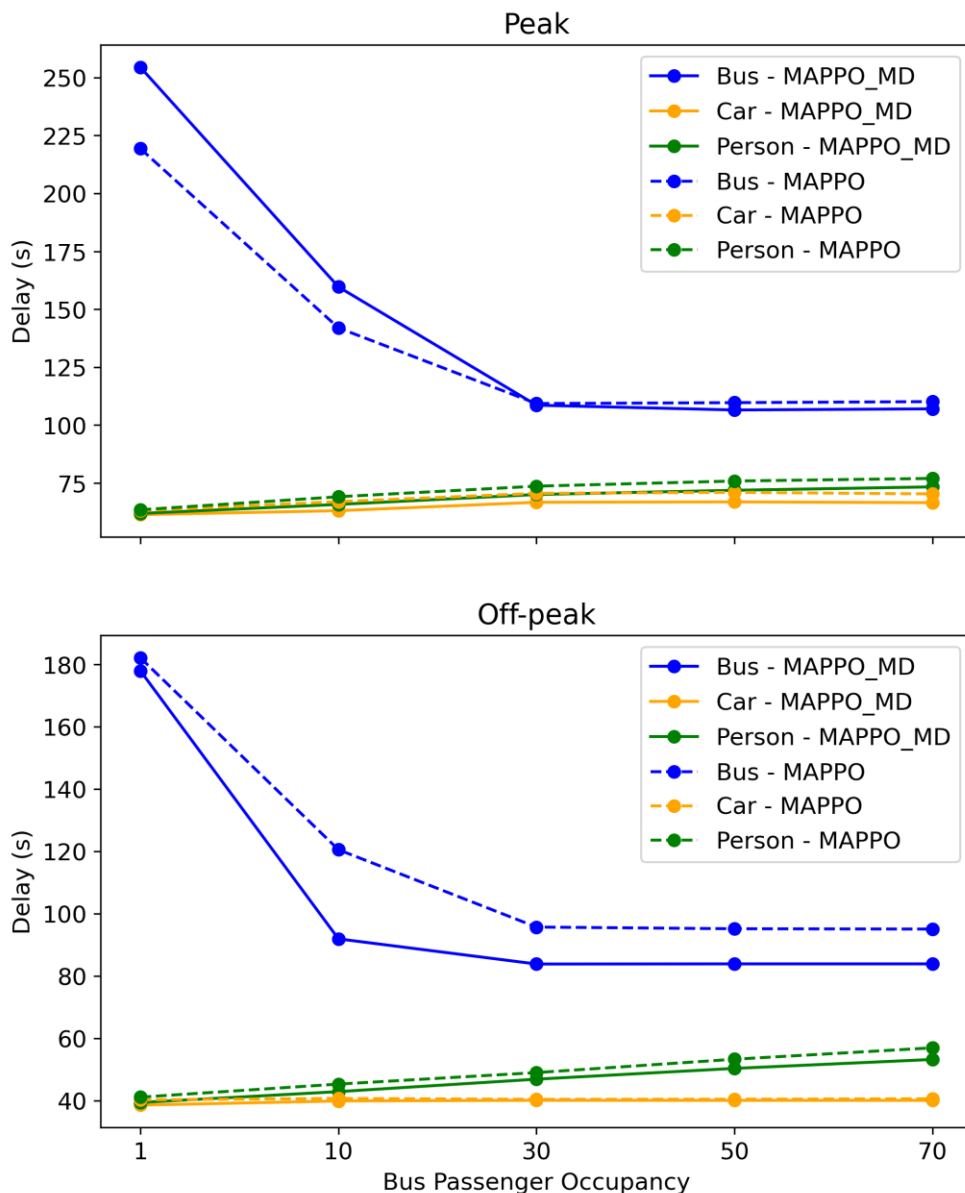 Peak
250
225
200
175
150
125
100
75
Delay (s)
Bus - MAPPO_MD
Car - MAPPO_MD
Person - MAPPO_MD
Bus - MAPPO
Car - MAPPO
Person - MAPPO
Off-peak
180
160
140
120
100
80
60
40
Delay (s)
Bus - MAPPO_MD
Car - MAPPO_MD
Person - MAPPO_MD
Bus - MAPPO
Car - MAPPO
Person - MAPPO
1 10 30 50 70
Bus Passenger Occupancy